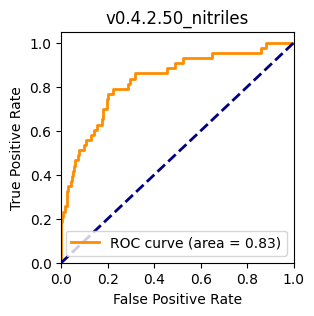 v0.4.2.50_nitriles
True Positive Rate
1.0
0.8
0.6
0.4
0.2
0.0
ROC curve (area = 0.83)
0.0 0.2 0.4 0.6 0.8 1.0
False Positive Rate